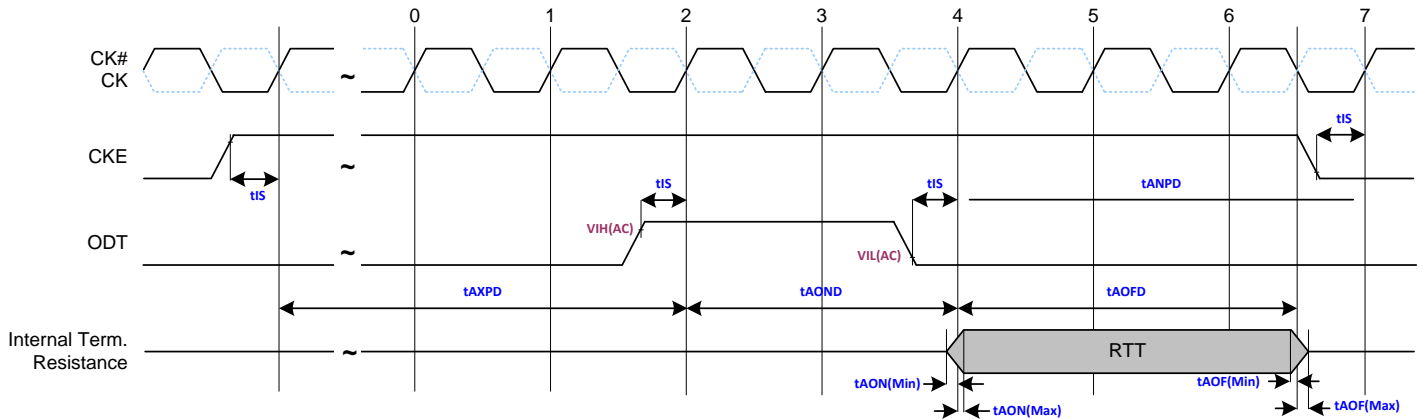 0 1 2 3 4 5 6 7
CK#
CK
~
CKE
~
tIS
tIS
tANPD
tIS
tIS
VIH(AC)
VIL(AC)
ODT
~
tAXPD
tAOND
tAOFD
Internal Term.
Resistance
~
RTT
tAON(Min)
tAOF(Min)
tAON(Max)
tAOF(Max)